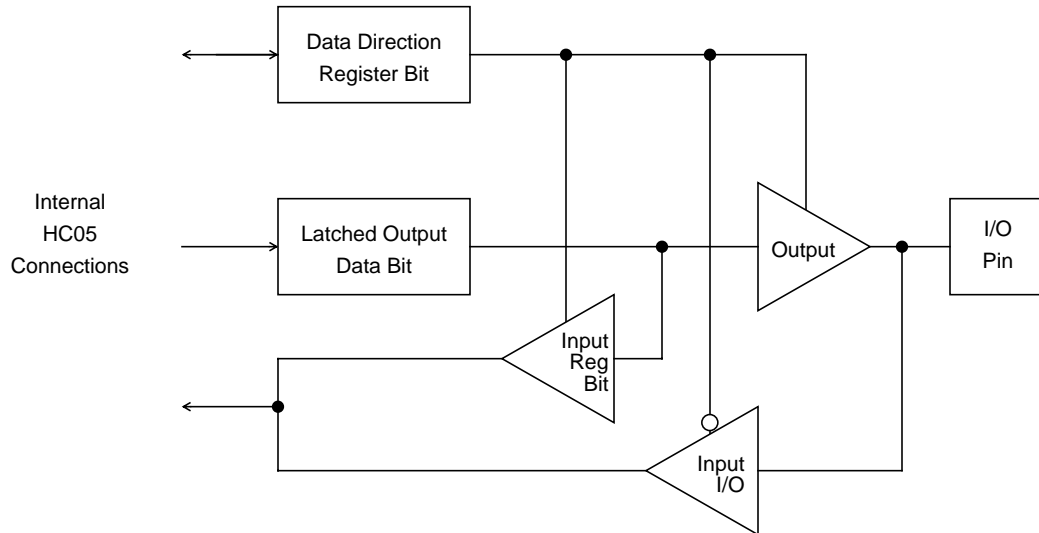 Data Direction
Register Bit
Internal
HC05
Connections
Latched Output
Data Bit
Output
I/O
Pin
Input
Reg
Bit
Input
I/O